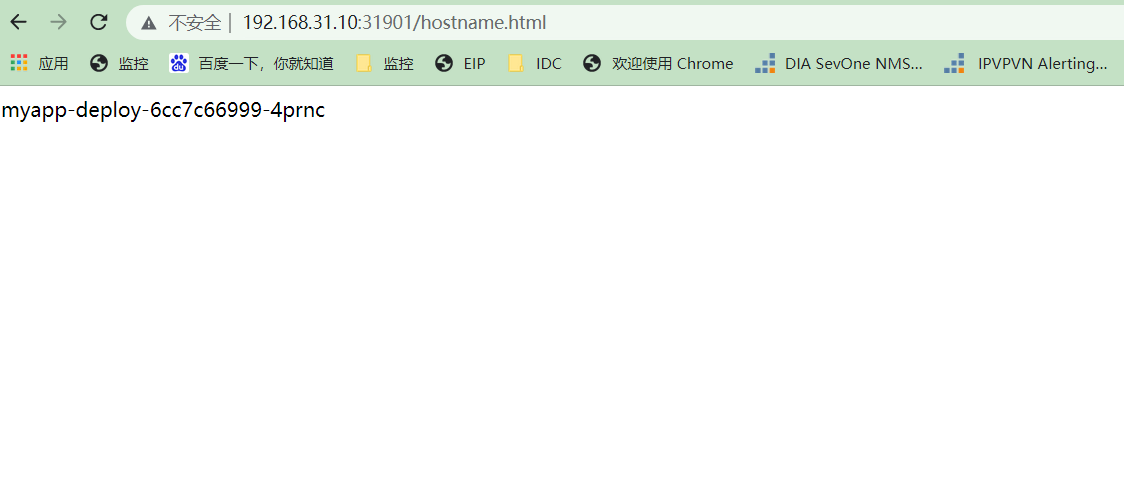 不安全 | 192.168.31.10:31901/hostname.html
应用 监控 百度一下，你就知道 监控 EIP IDC 欢迎使用 Chrome DIA SevOne NMS... IPVPVN Alerting...
myapp-deploy-6cc7c66999-4prnc